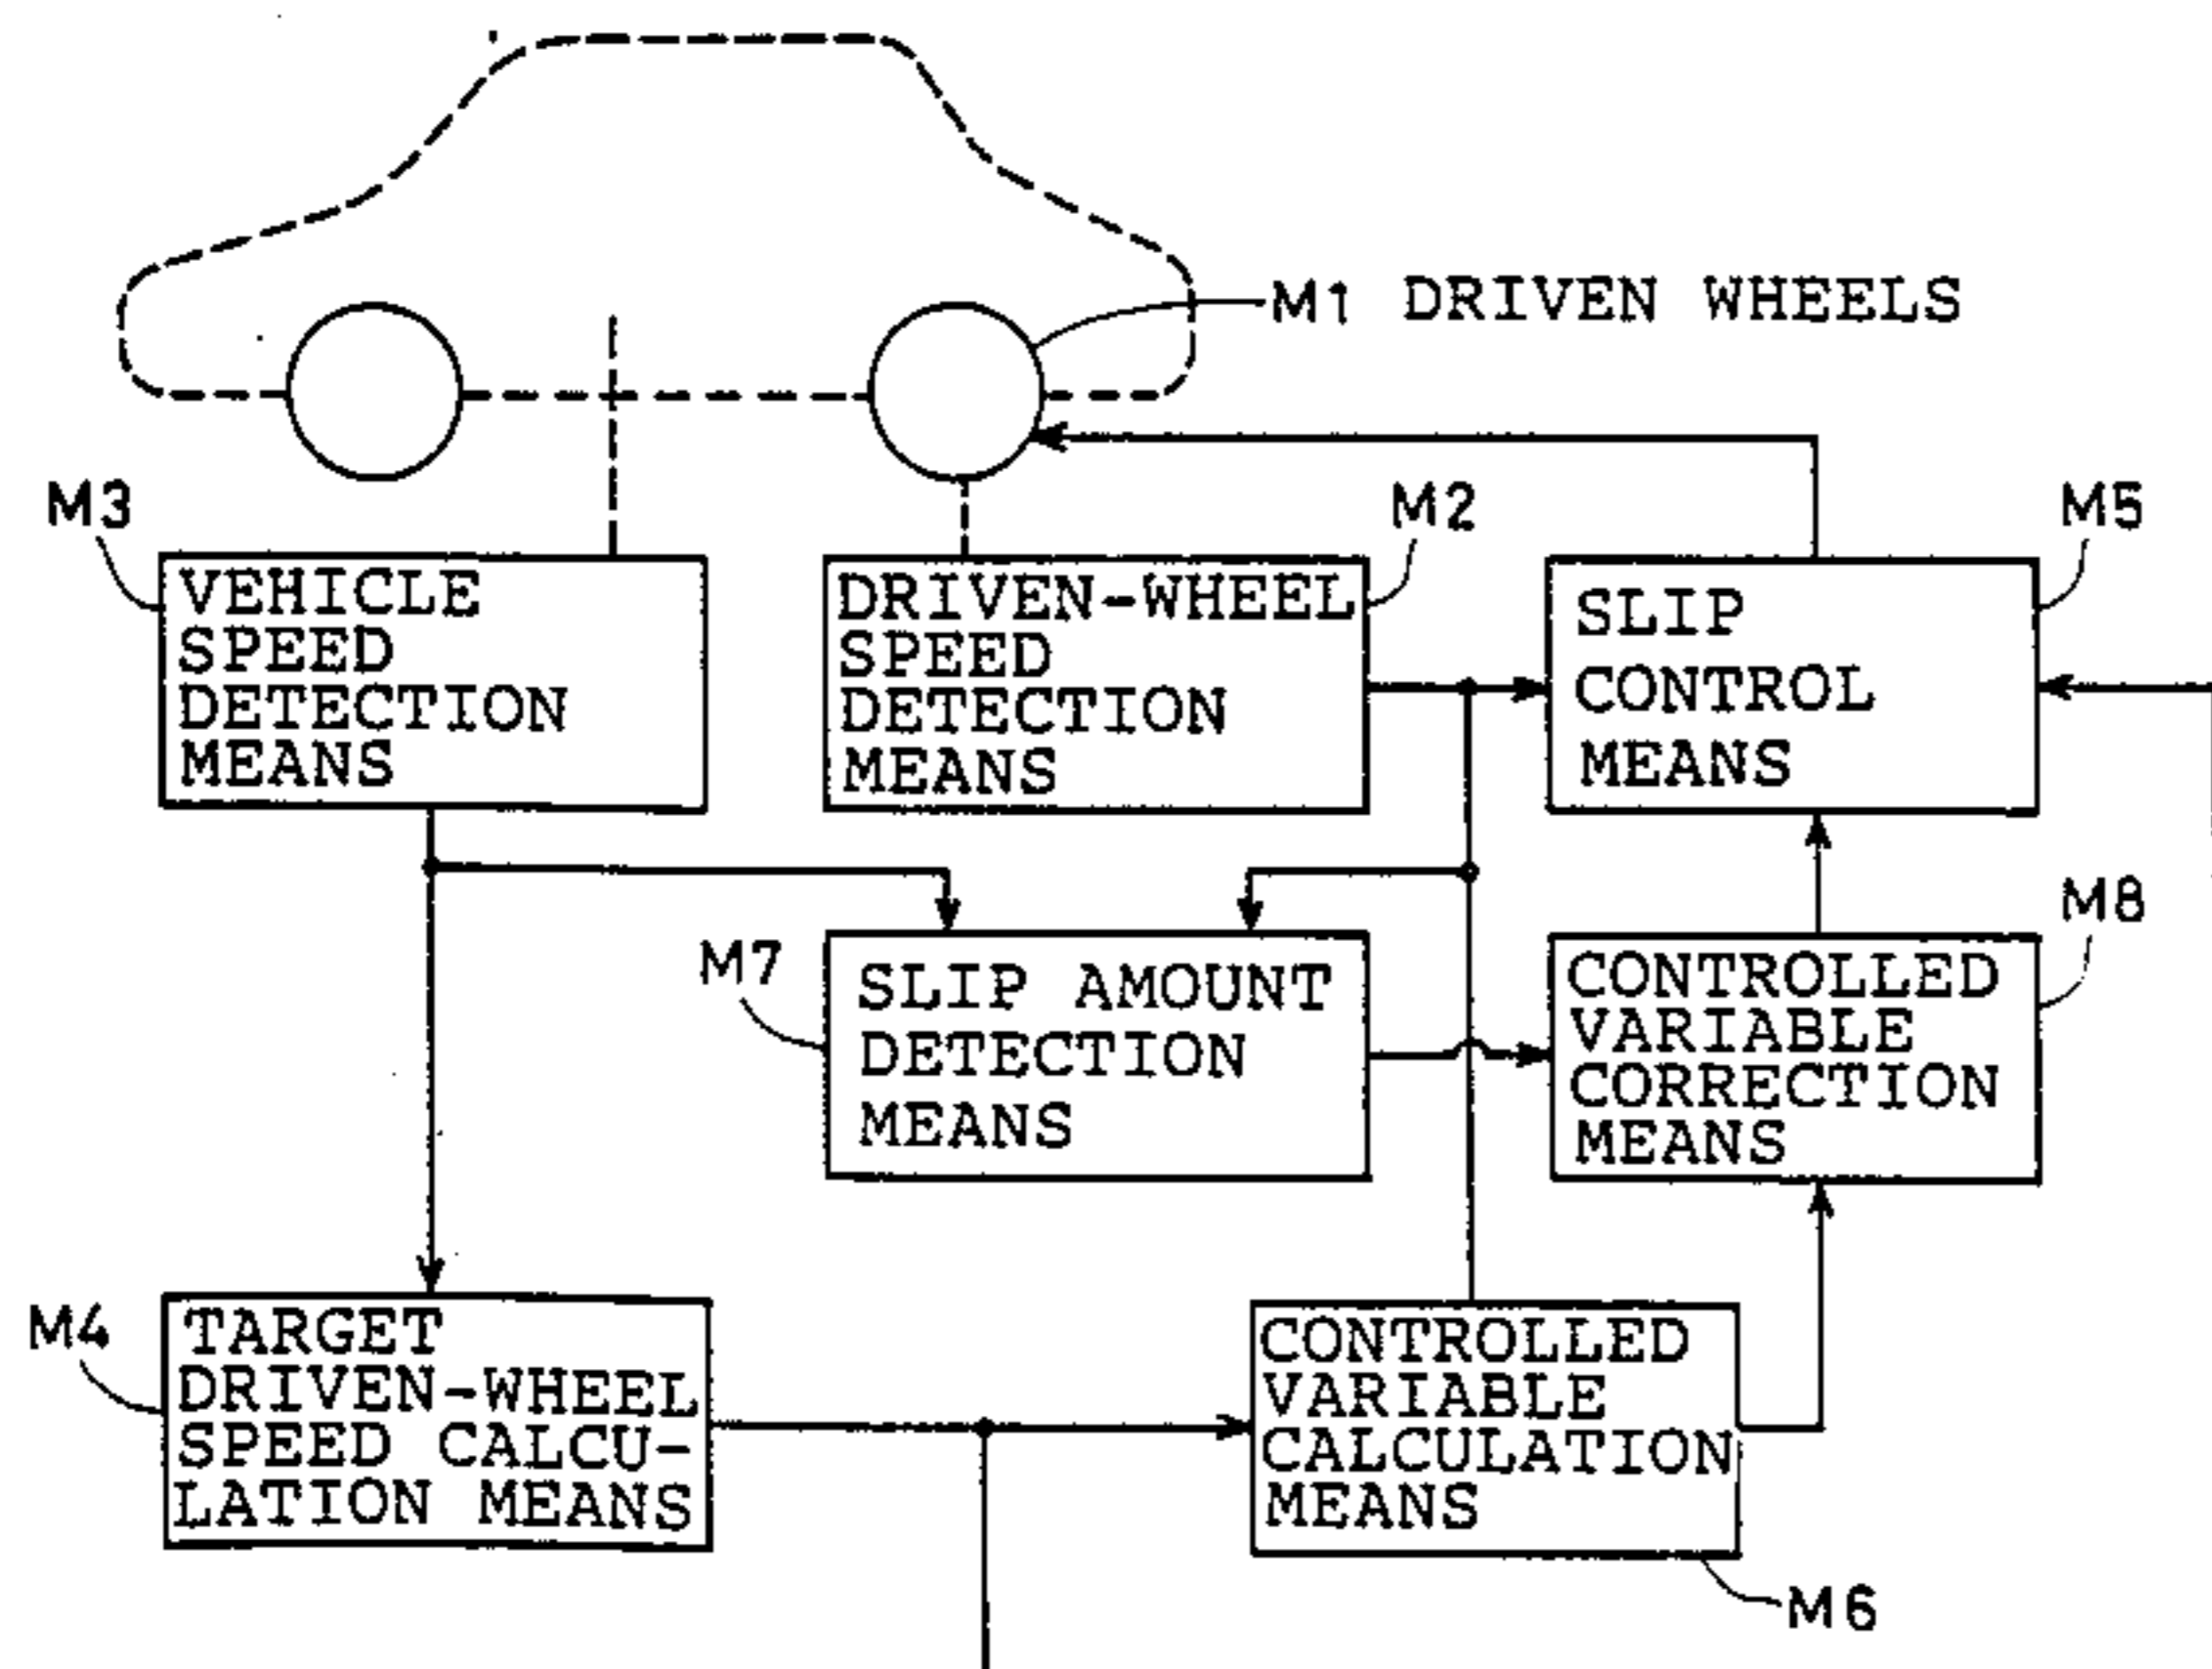 M1 DRIVEN WHEELS
M3
M2
M5
VEHICLE
SPEED
DETECTION
MEANS
DRIVEN-WHEEL
SPEED
DETECTION
MEANS
SLIP
CONTROL
MEANS
M7
M8
SLIP AMOUNT
DETECTION
MEANS
CONTROLLED
VARIABLE
CORRECTION
MEANS
M4
TARGET
DRIVEN-WHEEL
SPEED CALCU-
LATION MEANS
CONTROLLED
VARIABLE
CALCULATION
MEANS
M6